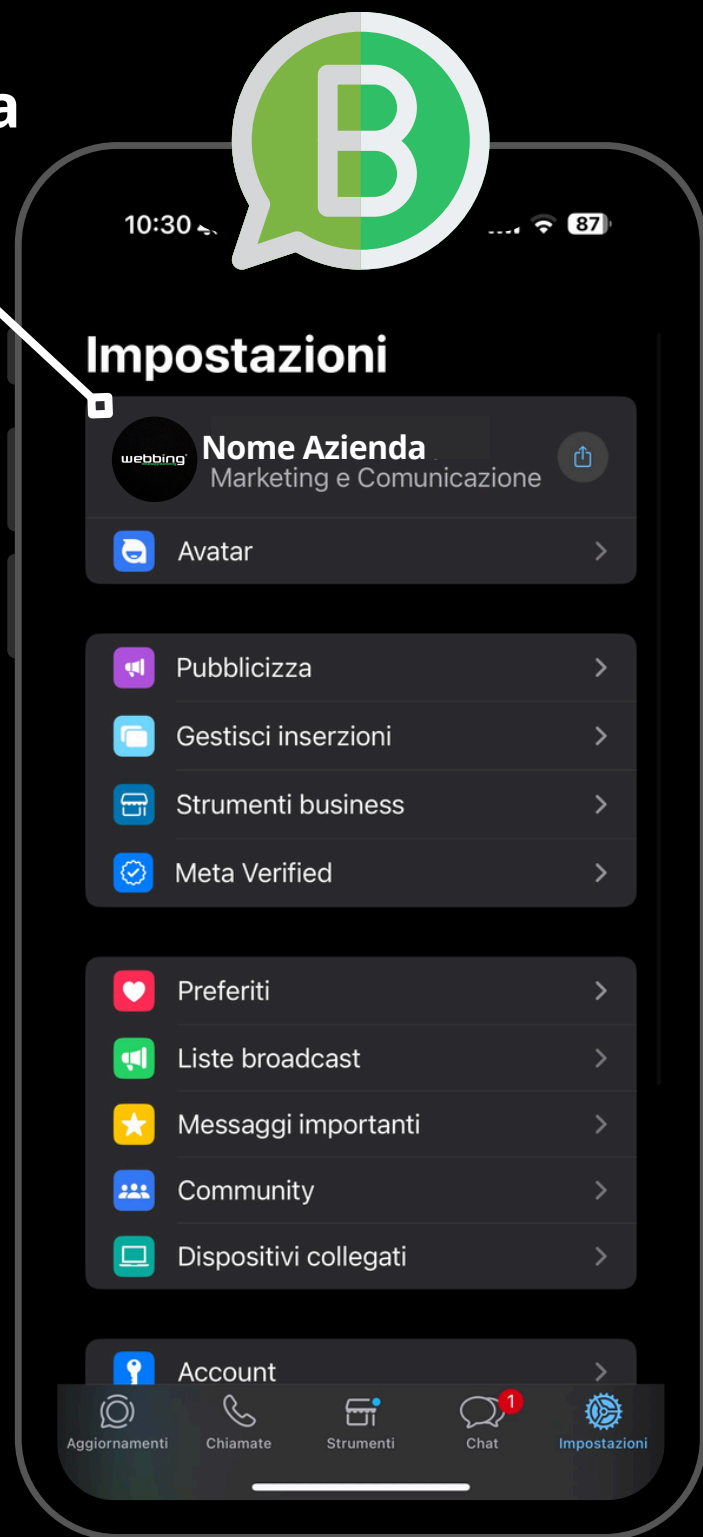 a
B
10:30
87
Impostazioni
webbing
Nome Azienda
Marketing e Comunicazione
Avatar
Pubblicizza
Gestisci inserzioni
Strumenti business
Meta Verified
Preferiti
Liste broadcast
Messaggi importanti
Community
Dispositivi collegati
Account
1
Aggiornamenti Chiamate Strumenti Chat Impostazioni